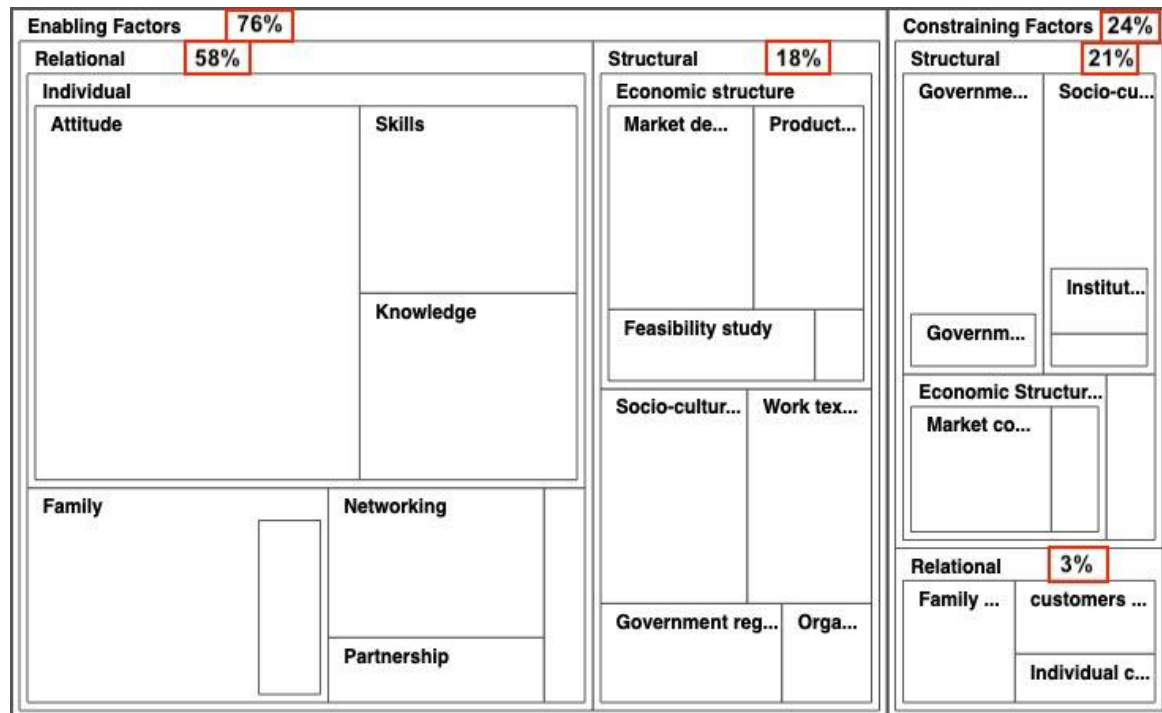 Enabling Factors 76%
Relational 58%
Individual
Attitude
Skills
Knowledge
Family
Networking
Partnership
Structural 18%
Economic structure
Market de...
Product...
Feasibility study
Socio-cultur...
Work tex...
Government reg...
Orga...
Constraining Factors 24%
Structural 21%
Governme...
Socio-cu...
Institut...
Governm...
Economic Structur...
Market co...
Relational 3%
Family ...
customers ...
Individual c...